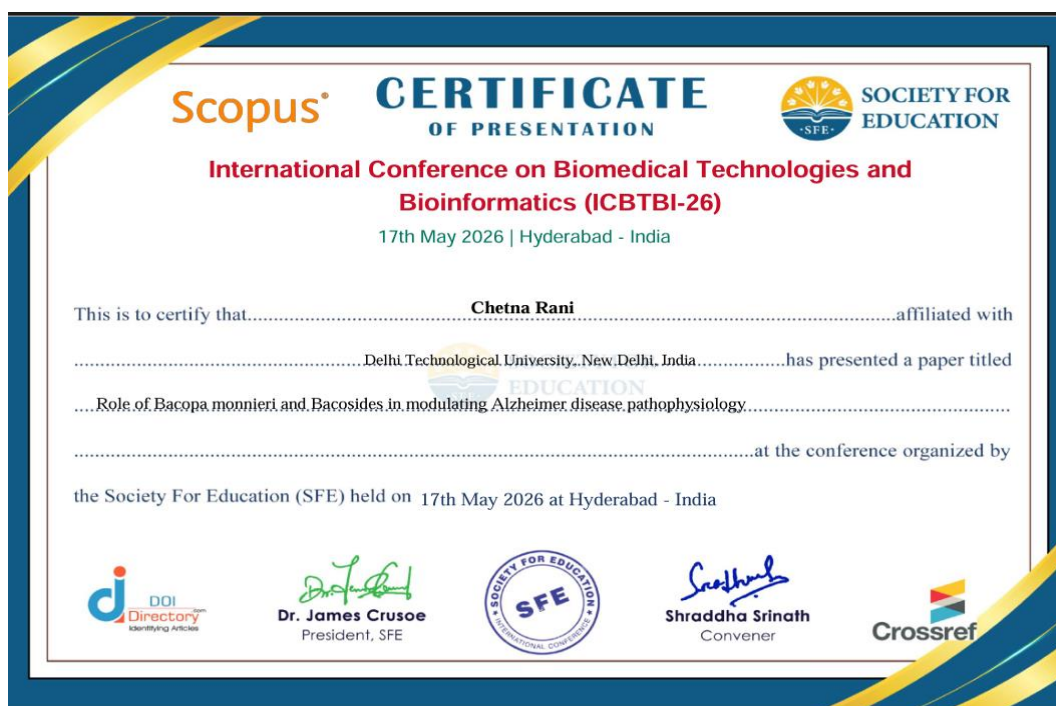 Scopus®
CERTIFICATE
OF PRESENTATION
SOCIETY FOR
EDUCATION
·SFE·
International Conference on Biomedical Technologies and
Bioinformatics (ICBTBI-26)
17th May 2026 | Hyderabad - India
This is to certify that Chetna Rani affiliated with
Delhi Technological University, New Delhi, India has presented a paper titled
EDUCATION
Role of Bacopa monnieri and Bacosides in modulating Alzheimer disease pathophysiology
at the conference organized by
the Society For Education (SFE) held on 17th May 2026 at Hyderabad - India
DOI
Directory.com
Identifying Articles
Dr. James Crusoe
President, SFE
SOCIETY FOR EDUCATION
SFE
INTERNATIONAL CONFERENCE
Shraddha Srinath
Convener
Crossref